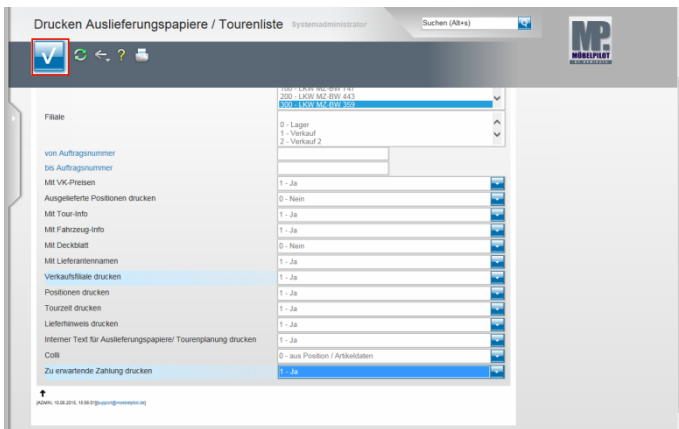 Drucken Auslieferungspapiere / Tourenliste Systemadministrator
Suchen (Alt+s)
MP
MÖBELPILOT
?
200 - LKW MZ-BW 443
300 - LKW MZ-BW 359
Filiale
0 - Lager
1 - Verkauf
2 - Verkauf 2
von Auftragsnummer
bis Auftragsnummer
Mit VK-Preisen 1 - Ja
Ausgelieferte Positionen drucken 0 - Nein
Mit Tour-Info 1 - Ja
Mit Fahrzeug-Info 1 - Ja
Mit Deckblatt 0 - Nein
Mit Lieferantennamen 1 - Ja
Verkaufsfiliale drucken 1 - Ja
Positionen drucken 1 - Ja
Tourzeit drucken 1 - Ja
Lieferhinweis drucken 1 - Ja
Interner Text für Auslieferungspapiere/ Tourenplanung drucken 1 - Ja
Colli 0 - aus Position / Artikeldaten
Zu erwartende Zahlung drucken 1 - Ja